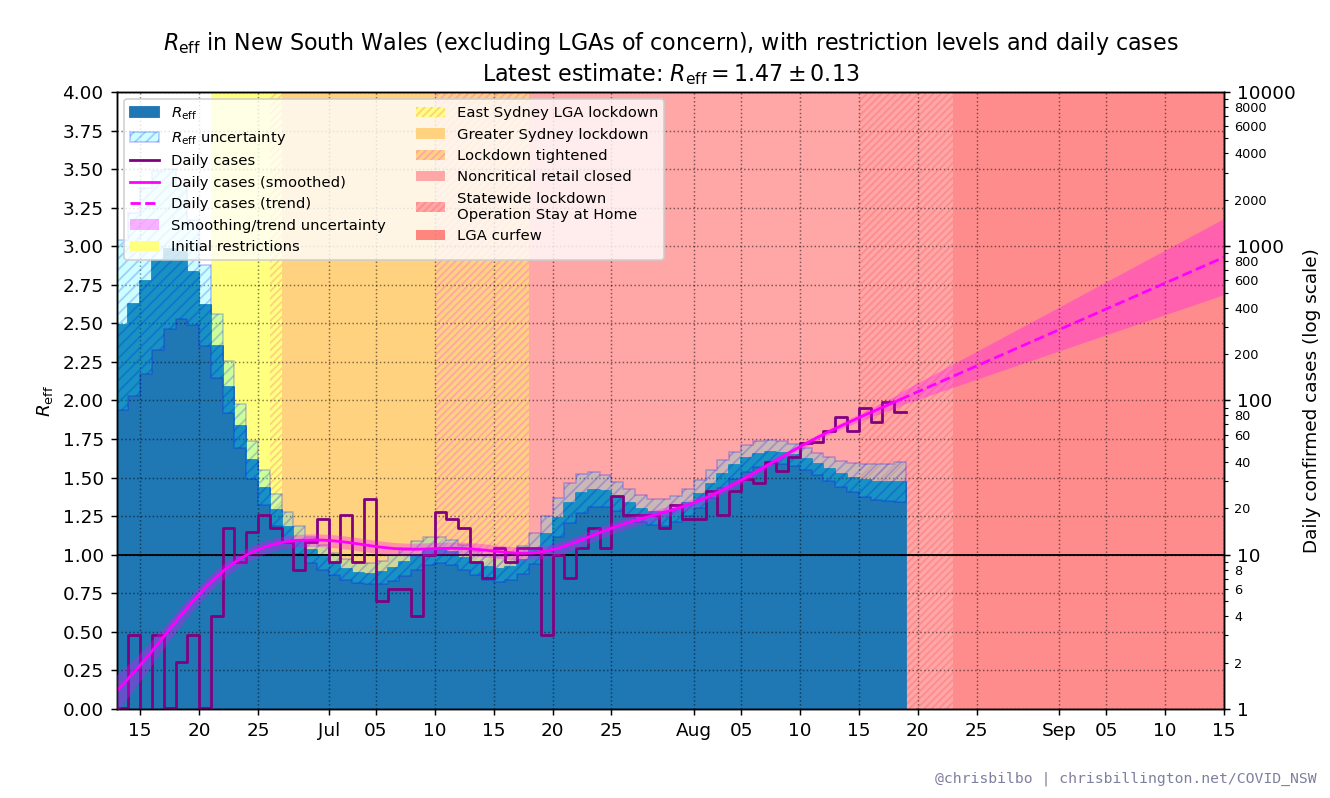 R_eff in New South Wales (excluding LGAs of concern), with restriction levels and daily cases
Latest estimate: R_eff = 1.47 ± 0.13
R_eff
R_eff uncertainty
Daily cases
Daily cases (smoothed)
Daily cases (trend)
Smoothing/trend uncertainty
Initial restrictions
East Sydney LGA lockdown
Greater Sydney lockdown
Lockdown tightened
Noncritical retail closed
Statewide lockdown
Operation Stay at Home
LGA curfew
R_eff
4.00
3.75
3.50
3.25
3.00
2.75
2.50
2.25
2.00
1.75
1.50
1.25
1.00
0.75
0.50
0.25
0.00
15 20 25 Jul 05 10 15 20 25 Aug 05 10 15 20 25 Sep 05 10 15
10000
8000
6000
4000
2000
1000
800
600
400
200
100
80
60
40
20
10
8
6
4
2
1
Daily confirmed cases (log scale)
@chrisbilbo | chrisbillington.net/COVID_NSW